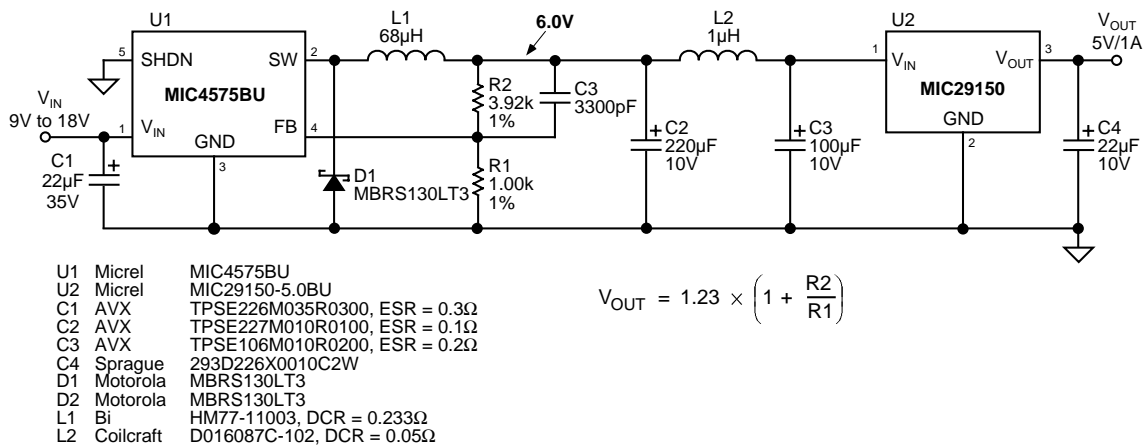 U1
L1
68µH
6.0V
L2
1µH
U2
VOUT
5V/1A
5
SHDN
SW
2
1
VIN
VOUT
3
MIC4575BU
MIC29150
R2
3.92k
1%
C3
3300pF
VIN
9V to 18V
1
VIN
FB
4
GND
3
GND
2
C1
22µF
35V
+
D1
MBRS130LT3
R1
1.00k
1%
+
C2
220µF
10V
+
C3
100µF
10V
+
C4
22µF
10V
U1 Micrel MIC4575BU
U2 Micrel MIC29150-5.0BU
C1 AVX TPSE226M035R0300, ESR = 0.3Ω
C2 AVX TPSE227M010R0100, ESR = 0.1Ω
C3 AVX TPSE106M010R0200, ESR = 0.2Ω
C4 Sprague 293D226X0010C2W
D1 Motorola MBRS130LT3
D2 Motorola MBRS130LT3
L1 Bi HM77-11003, DCR = 0.233Ω
L2 Coilcraft D016087C-102, DCR = 0.05Ω
VOUT = 1.23 × (1 + R2/R1)